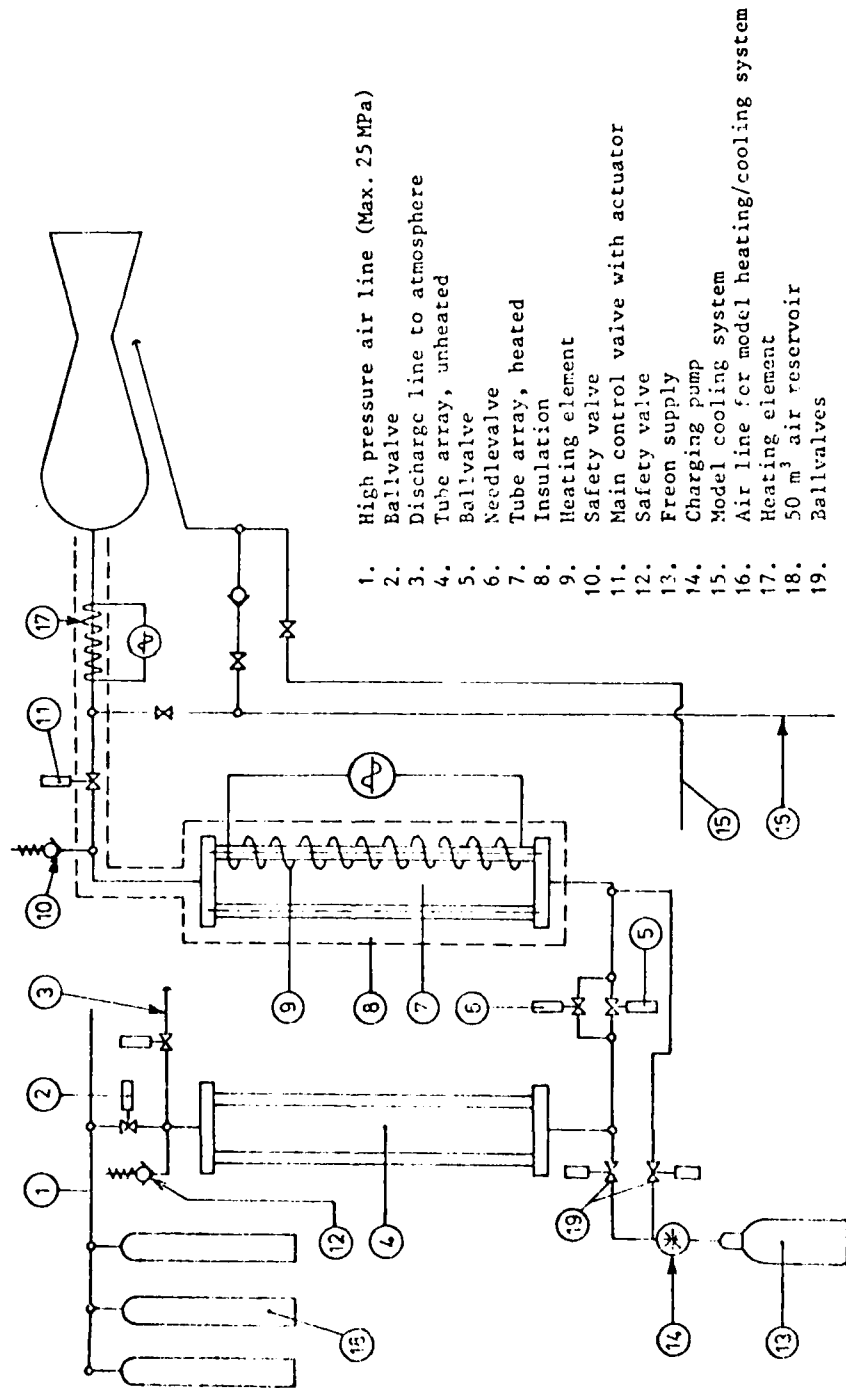 17
11
10
3
2
1
9
8
7
6
5
12
4
19
18
14
13
15
16
1. High pressure air line (Max. 25 MPa)
2. Ballvalve
3. Discharge line to atmosphere
4. Tube array, unheated
5. Ballvalve
6. Needlevalve
7. Tube array, heated
8. Insulation
9. Heating element
10. Safety valve
11. Main control valve with actuator
12. Safety valve
13. Freon supply
14. Charging pump
15. Model cooling system
16. Air line for model heating/cooling system
17. Heating element
18. 50 m³ air reservoir
19. Ballvalves